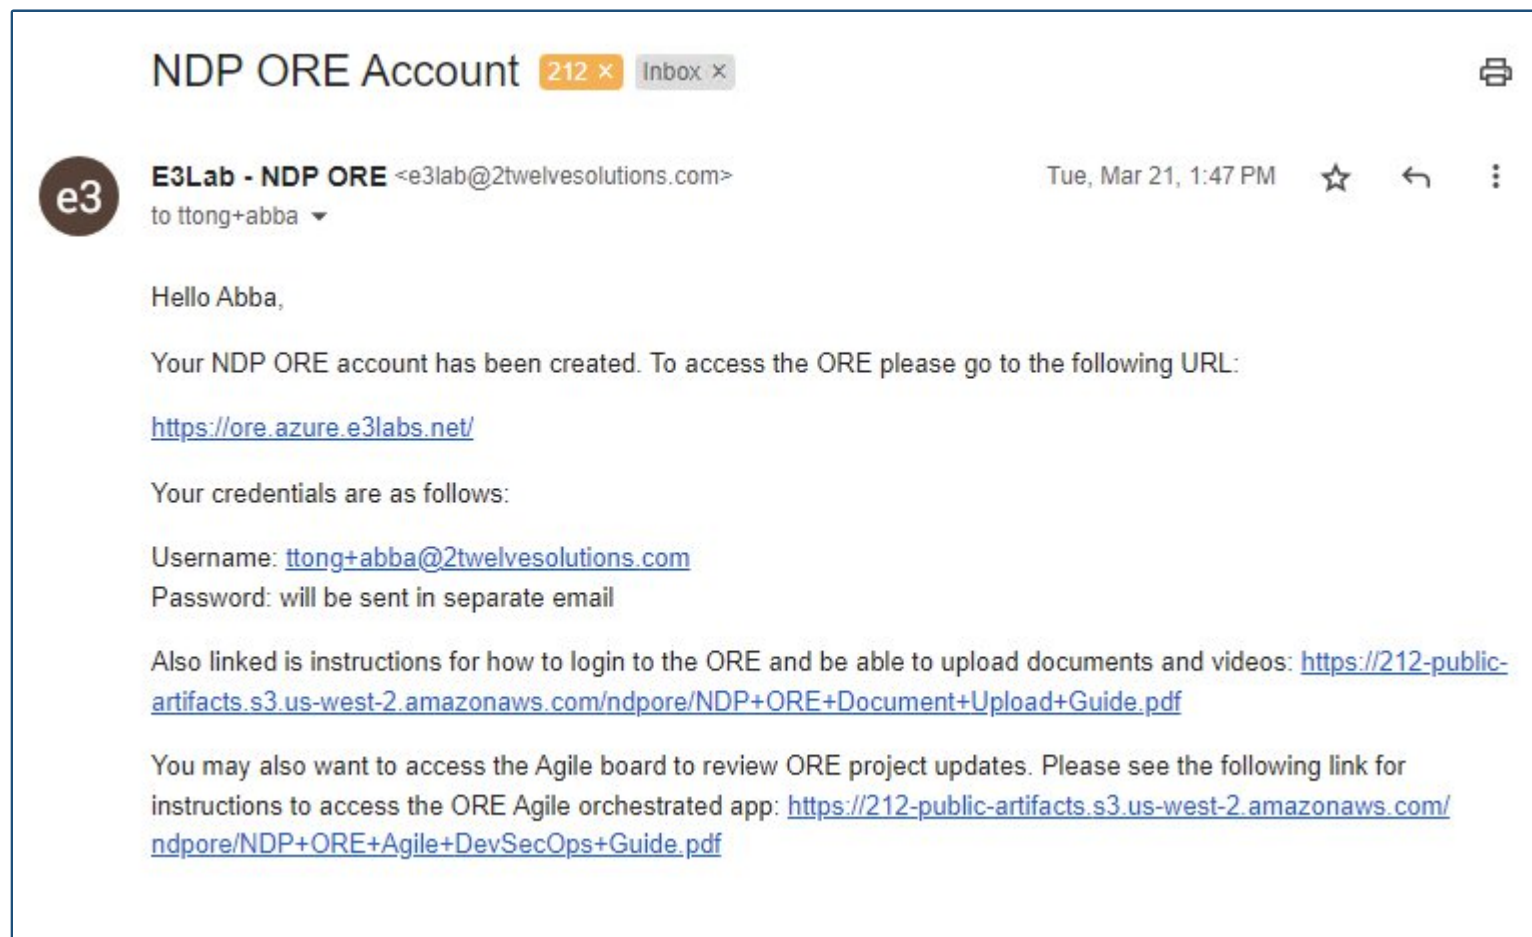 NDP ORE Account 212 × Inbox ×
e3
E3Lab - NDP ORE <e3lab@2twelvesolutions.com> Tue, Mar 21, 1:47 PM
to ttong+abba
Hello Abba,
Your NDP ORE account has been created. To access the ORE please go to the following URL:
https://ore.azure.e3labs.net/
Your credentials are as follows:
Username: ttong+abba@2twelvesolutions.com
Password: will be sent in separate email
Also linked is instructions for how to login to the ORE and be able to upload documents and videos: https://212-public-
artifacts.s3.us-west-2.amazonaws.com/ndpore/NDP+ORE+Document+Upload+Guide.pdf
You may also want to access the Agile board to review ORE project updates. Please see the following link for
instructions to access the ORE Agile orchestrated app: https://212-public-artifacts.s3.us-west-2.amazonaws.com/
ndpore/NDP+ORE+Agile+DevSecOps+Guide.pdf